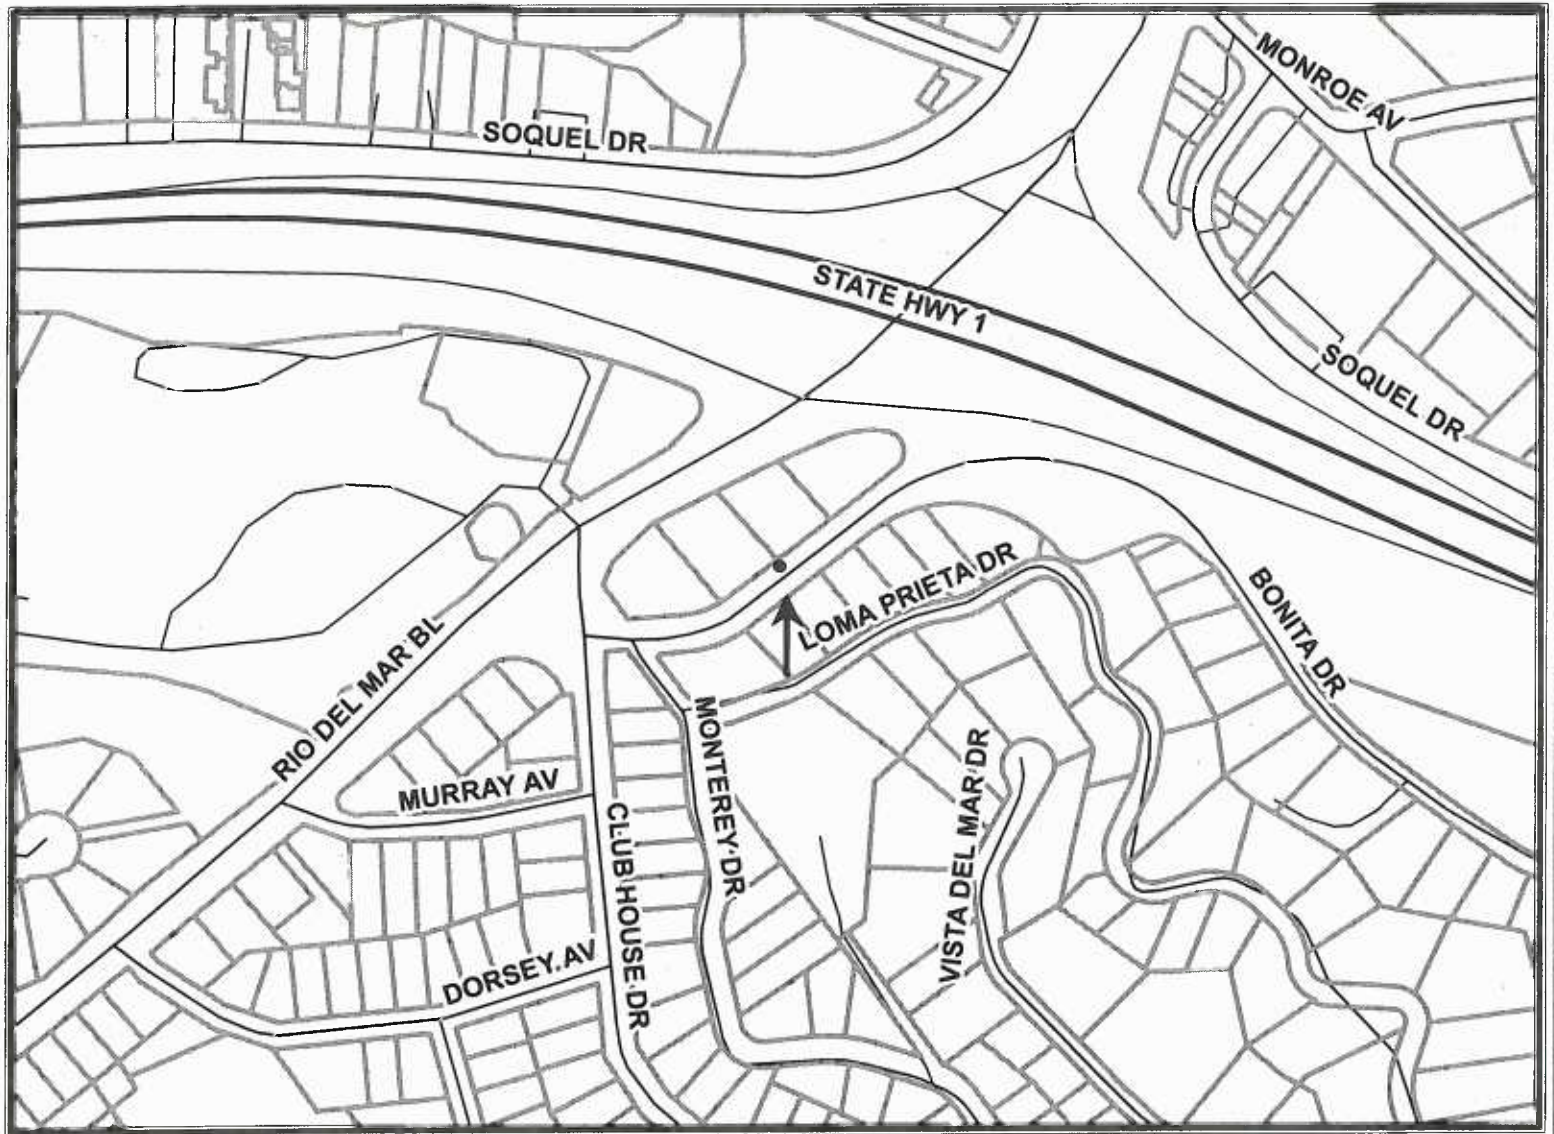 MONROE AV
SOQUEL DR
STATE HWY 1
SOQUEL DR
LOMA PRIETA DR
BONITA DR
RIO DEL MAR BL
MONTEREY DR
VISTA DEL MAR DR
MURRAY AV
CLUB HOUSE DR
DORSEY AV